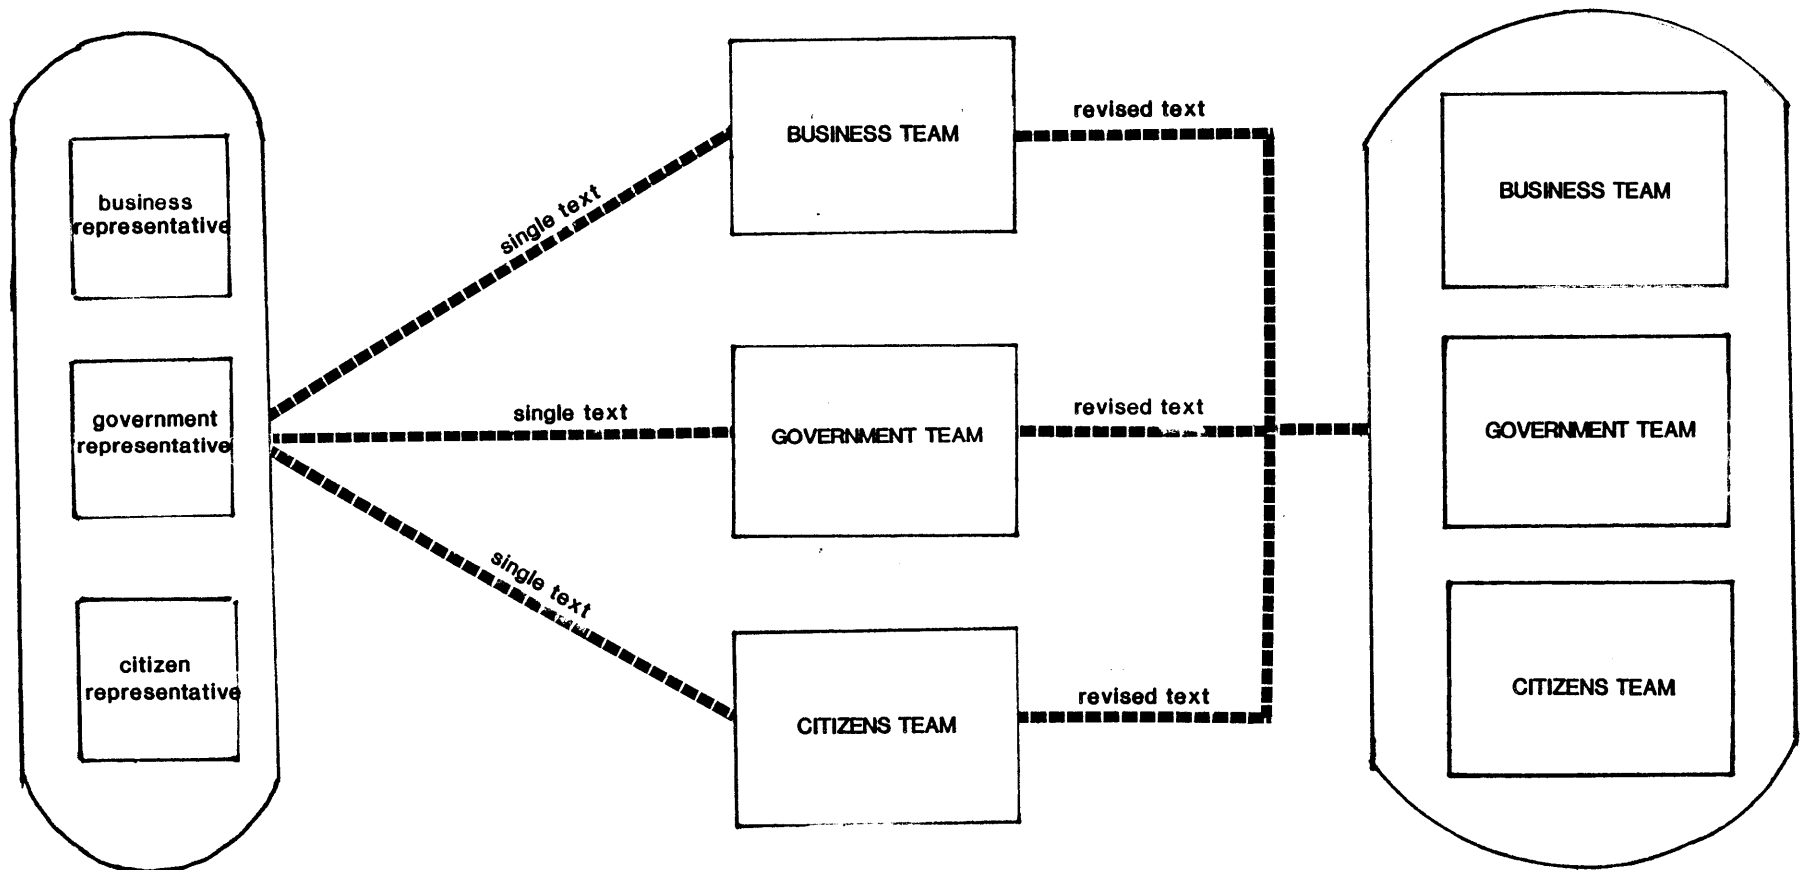 business
representative
government
representative
citizen
representative
single text
single text
single text
BUSINESS TEAM
GOVERNMENT TEAM
CITIZENS TEAM
revised text
revised text
revised text
BUSINESS TEAM
GOVERNMENT TEAM
CITIZENS TEAM